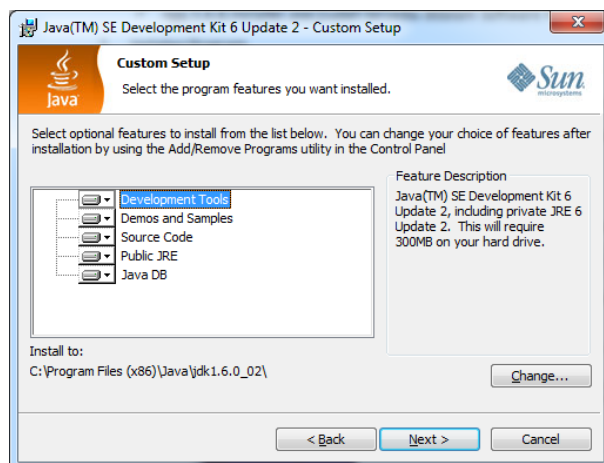 Java(TM) SE Development Kit 6 Update 2 - Custom Setup
Java
Custom Setup
Select the program features you want installed.
Sun
microsystems
Select optional features to install from the list below. You can change your choice of features after
installation by using the Add/Remove Programs utility in the Control Panel
Development Tools
Demos and Samples
Source Code
Public JRE
Java DB
Feature Description
Java(TM) SE Development Kit 6
Update 2, including private JRE 6
Update 2. This will require
300MB on your hard drive.
Install to:
C:\Program Files (x86)\Java\jdk1.6.0_02\
Change...
< Back
Next >
Cancel